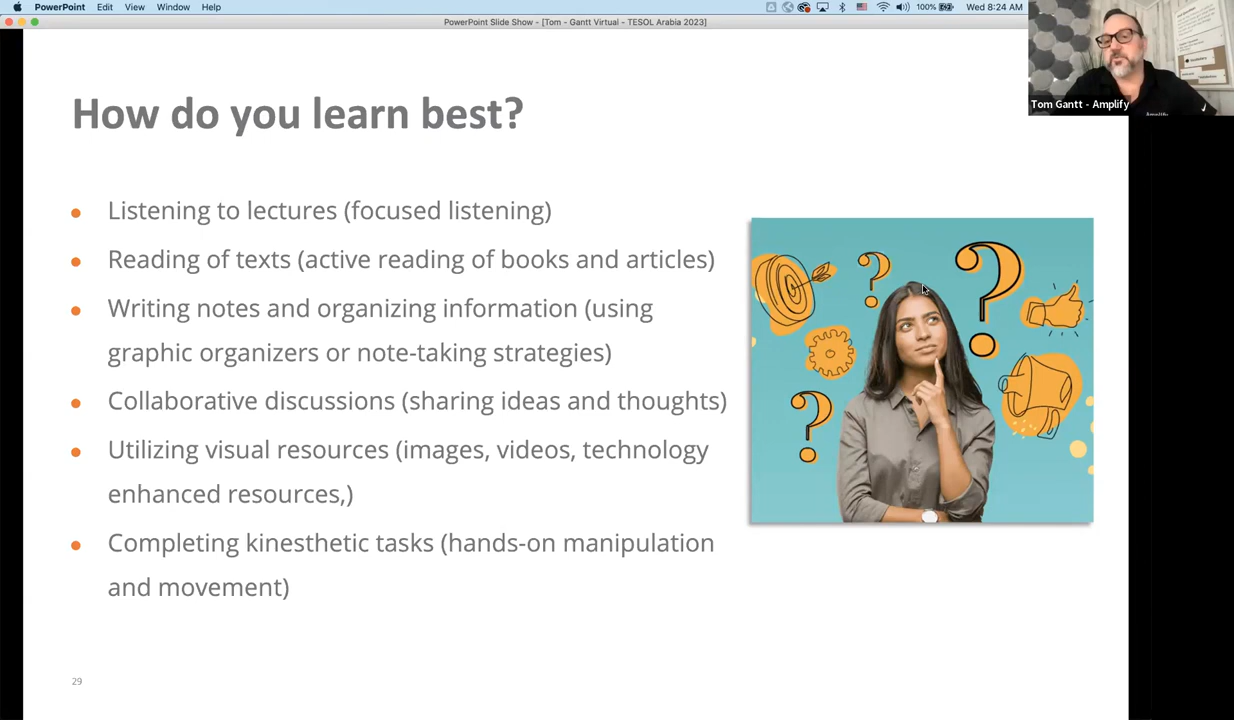 PowerPoint Edit View Window Help
100% Wed 8:24 AM
PowerPoint Slide Show - [Tom - Gantt Virtual - TESOL Arabia 2023]
Tom Gantt - Amplify
Amplify
How do you learn best?
• Listening to lectures (focused listening)
• Reading of texts (active reading of books and articles)
• Writing notes and organizing information (using
graphic organizers or note-taking strategies)
• Collaborative discussions (sharing ideas and thoughts)
• Utilizing visual resources (images, videos, technology
enhanced resources,)
• Completing kinesthetic tasks (hands-on manipulation
and movement)
? ? ?
29